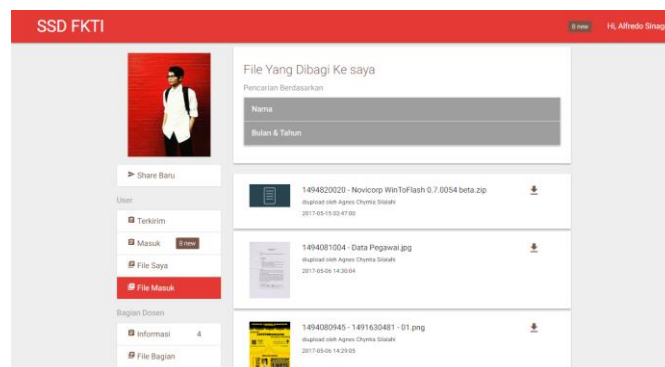 SSD FKTI
8 new
Hi, Alfredo Sinag
File Yang Dibagi Ke saya
Pencarian Berdasarkan
Nama
Bulan & Tahun
Share Baru
User
Terkirim
Masuk 8 new
File Saya
File Masuk
Bagian Dosen
Informasi 4
File Bagian
1494820020 - Novicorp WinToFlash 0.7.0054 beta.zip
diupload oleh Agnes Chymta Silalahi
2017-05-15 03:47:00
1494081004 - Data Pegawai.jpg
diupload oleh Agnes Chymta Silalahi
2017-05-06 14:30:04
1494080945 - 1491630481 - 01.png
diupload oleh Agnes Chymta Silalahi
2017-05-06 14:29:05